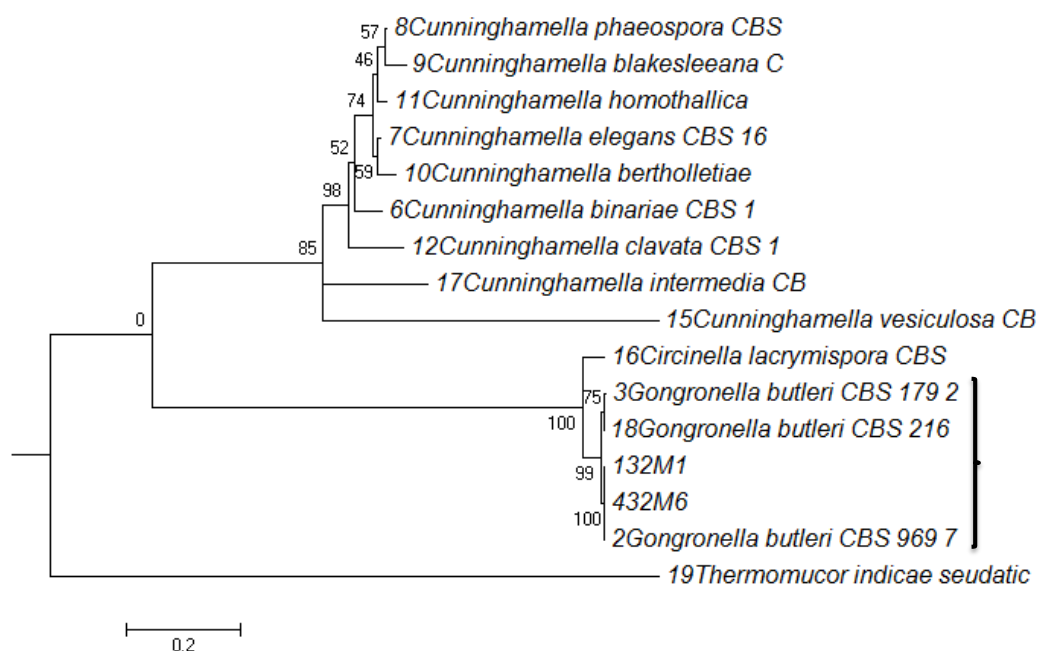 8Cunninghamella phaeospora CBS
57
9Cunninghamella blakesleeana C
46
11Cunninghamella homothallica
74
7Cunninghamella elegans CBS 16
52
10Cunninghamella bertholletiae
59
98
6Cunninghamella binariae CBS 1
85
12Cunninghamella clavata CBS 1
17Cunninghamella intermedia CB
0
15Cunninghamella vesiculosa CB
16Circinella lacrymispora CBS
75
3Gongronella butleri CBS 179 2
100
18Gongronella butleri CBS 216
132M1
99
432M6
100
2Gongronella butleri CBS 969 7
19Thermomucor indicae seudatic
0.2